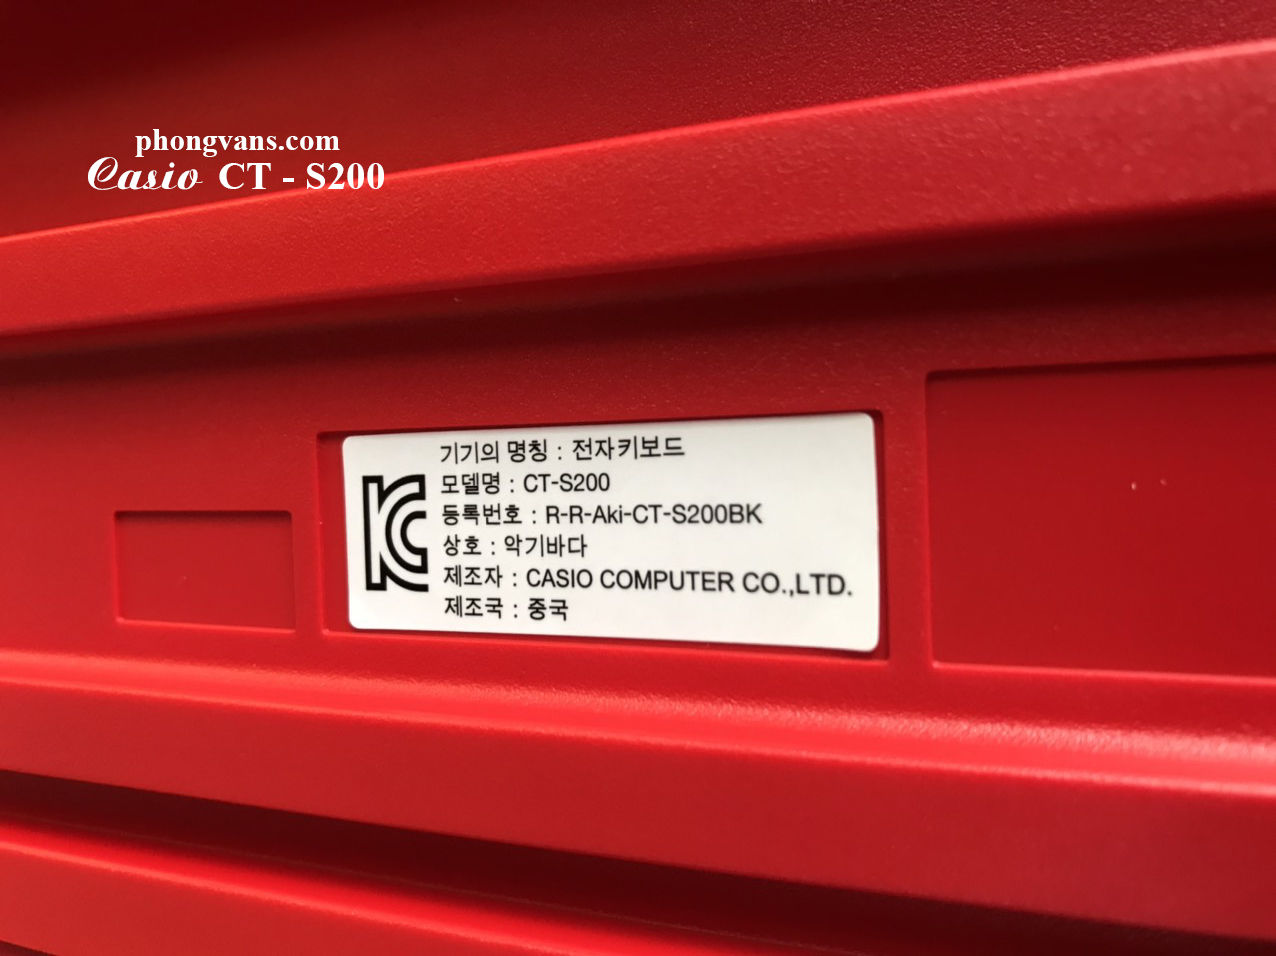 phongvans.com
Casio CT - S200
기기의 명칭 : 전자키보드
모델명 : CT-S200
등록번호 : R-R-Aki-CT-S200BK
상호 : 악기바다
제조자 : CASIO COMPUTER CO.,LTD.
제조국 : 중국